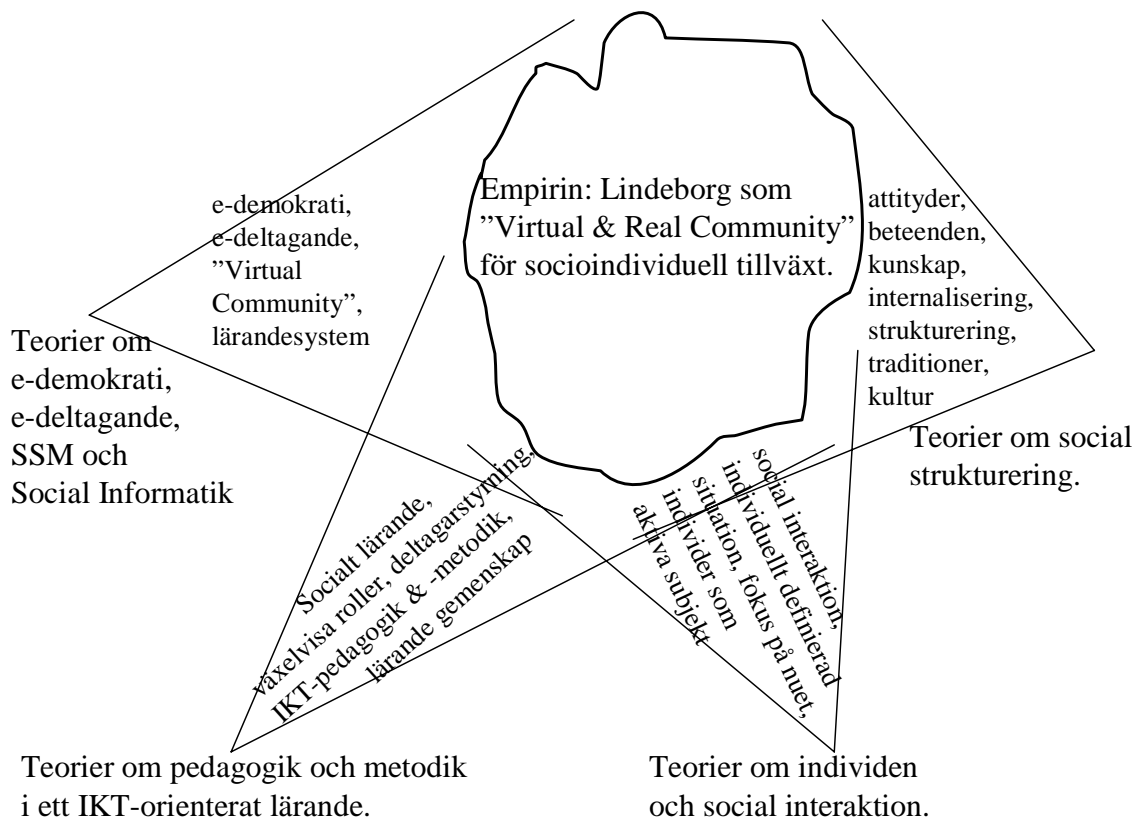 Empirin: Lindeborg som
”Virtual & Real Community”
för socioindividuell tillväxt.
e-demokrati,
e-deltagande,
”Virtual
Community”,
lärandesystem
attityder,
beteenden,
kunskap,
internalisering,
strukturering,
traditioner,
kultur
Teorier om
e-demokrati,
e-deltagande,
SSM och
Social Informatik
Teorier om social
strukturering.
Socialt lärande,
växelvisa roller, deltagarstyrning,
IKT-pedagogik & -metodik,
lärande gemenskap
social interaktion,
individuellt definierad
situation, fokus på nuet,
individer som
aktiva subjekt
Teorier om pedagogik och metodik
i ett IKT-orienterat lärande.
Teorier om individen
och social interaktion.